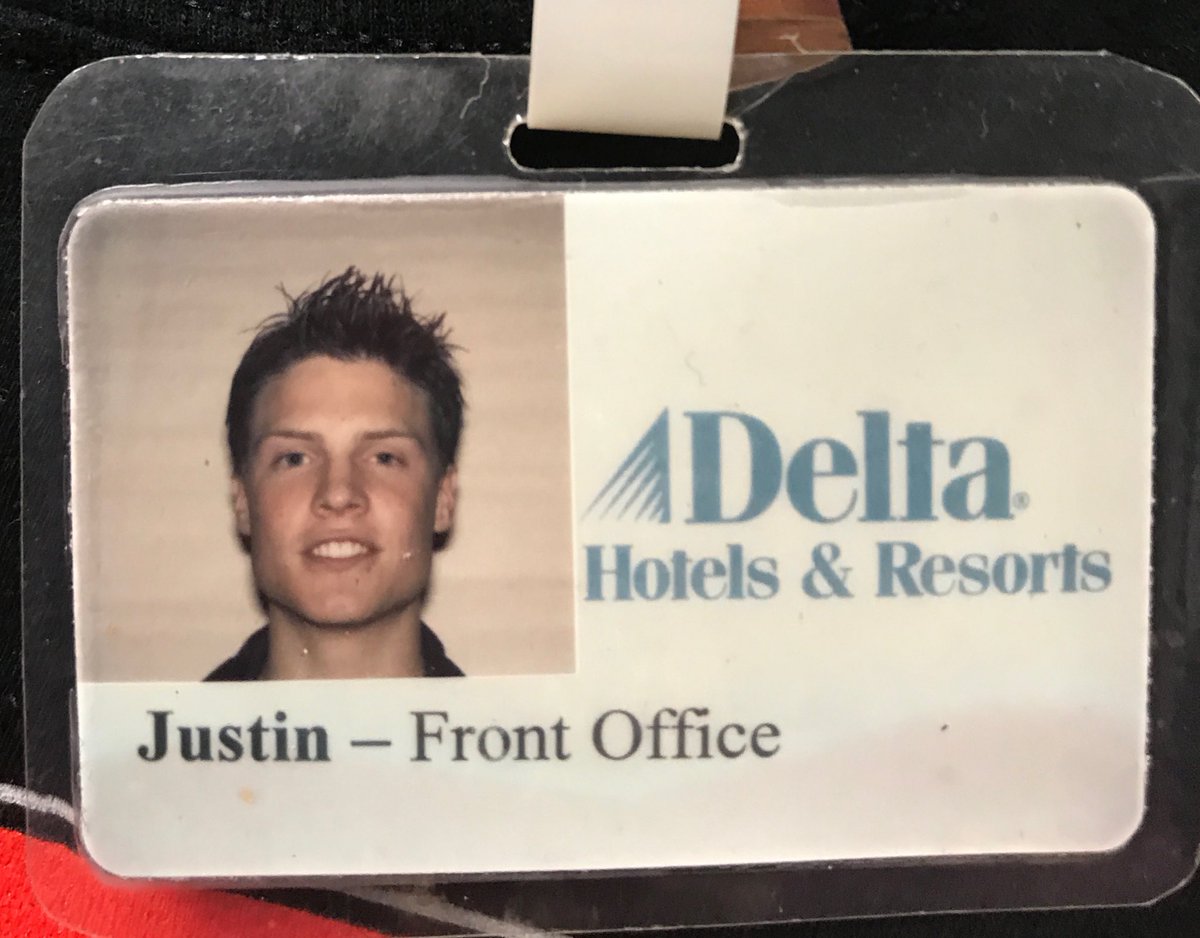 Delta®
Hotels & Resorts
Justin – Front Office